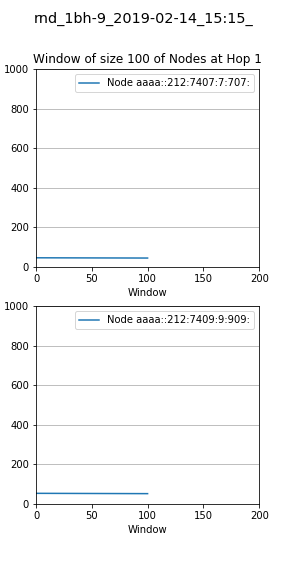 rnd_1bh-9_2019-02-14_15:15_
Window of size 100 of Nodes at Hop 1
1000
Node aaaa::212:7407:7:707:
800
600
400
200
0
0 50 100 150 200
Window
1000
Node aaaa::212:7409:9:909:
800
600
400
200
0
0 50 100 150 200
Window